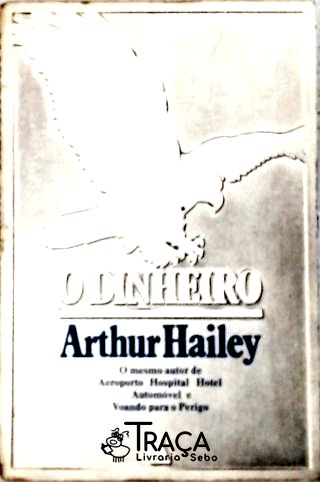 O DINHEIRO
Arthur Hailey
O mesmo autor de
Aeroporto Hospital Hotel
Automóvel e
Voando para o Perigo
TRAÇA
Livraria Sebo